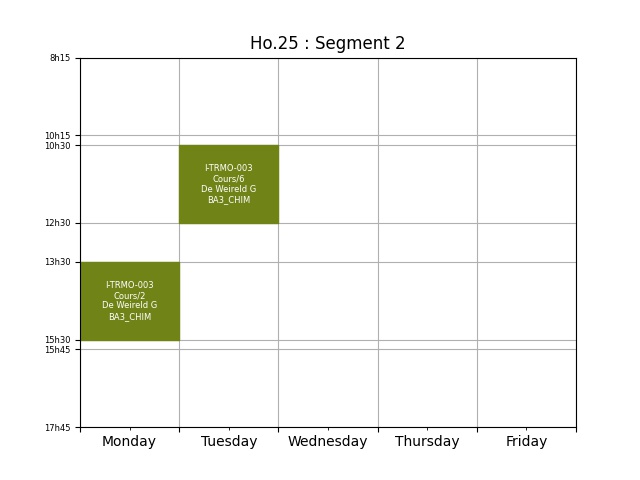 Ho.25 : Segment 2
8h15
10h15
10h30
I-TRMO-003
Cours/6
De Weireld G
BA3_CHIM
12h30
13h30
I-TRMO-003
Cours/2
De Weireld G
BA3_CHIM
15h30
15h45
17h45
Monday Tuesday Wednesday Thursday Friday